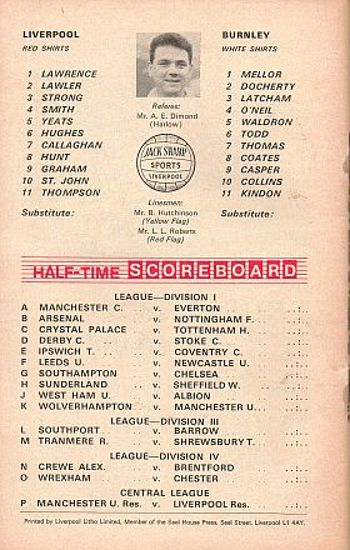 LIVERPOOL
RED SHIRTS
1 LAWRENCE
2 LAWLER
3 STRONG
4 SMITH
5 YEATS
6 HUGHES
7 CALLAGHAN
8 HUNT
9 GRAHAM
10 ST. JOHN
11 THOMPSON
Substitute:
Referee:
Mr. A. E. Dimond
(Harlow)
JACK SHARP
SPORTS
LIVERPOOL
Linesmen:
Mr. B. Hutchinson
(Yellow Flag)
Mr. L. L. Roberts
(Red Flag)
BURNLEY
WHITE SHIRTS
1 MELLOR
2 DOCHERTY
3 LATCHAM
4 O'NEIL
5 WALDRON
6 TODD
7 THOMAS
8 COATES
9 CASPER
10 COLLINS
11 KINDON
Substitute:
HALF-TIME SCOREBOARD
LEAGUE—DIVISION I
A MANCHESTER C. .. v. EVERTON .. ..:..
B ARSENAL .. v. NOTTINGHAM F. .. ..:..
C CRYSTAL PALACE .. v. TOTTENHAM H. .. ..:..
D DERBY C. .. v. STOKE C. .. ..:..
E IPSWICH T. .. v. COVENTRY C. .. ..:..
F LEEDS U. .. v. NEWCASTLE U. .. ..:..
G SOUTHAMPTON .. v. CHELSEA .. ..:..
H SUNDERLAND .. v. SHEFFIELD W. .. ..:..
J WEST HAM U. .. v. ALBION .. ..:..
K WOLVERHAMPTON .. v. MANCHESTER U. .. ..:..
LEAGUE—DIVISION III
L SOUTHPORT .. v. BARROW .. ..:..
M TRANMERE R. .. v. SHREWSBURY T. .. ..:..
LEAGUE—DIVISION IV
N CREWE ALEX. .. v. BRENTFORD .. ..:..
O WREXHAM .. v. CHESTER .. ..:..
CENTRAL LEAGUE
P MANCHESTER U. Res. v. LIVERPOOL Res. .. ..:..
Printed by Liverpool Litho Limited, Member of the Seel House Press, Seel Street, Liverpool L1 4AY.